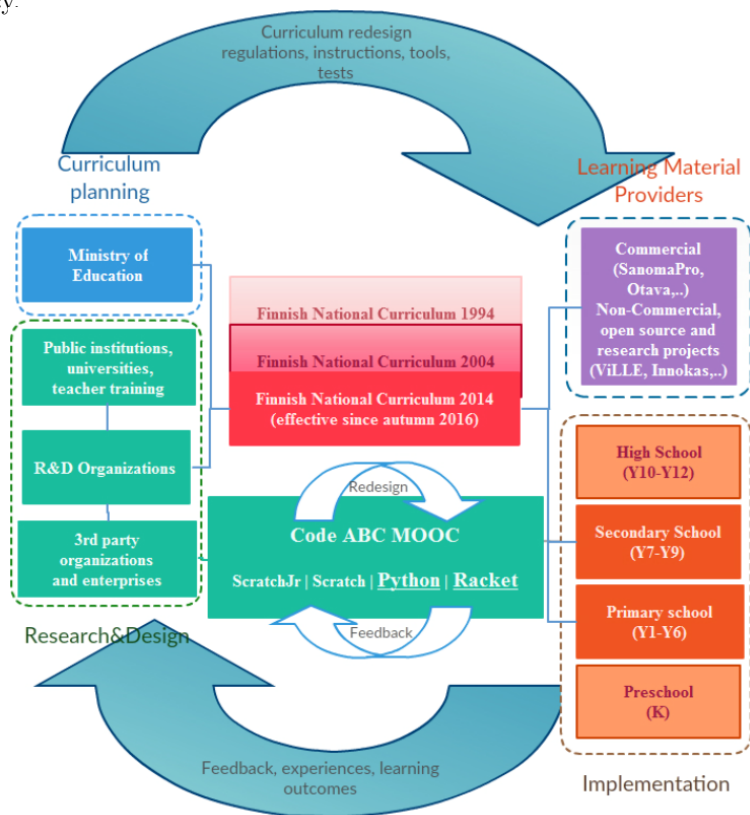 y.
Curriculum redesign
regulations, instructions, tools,
tests
Curriculum
planning
Learning Material
Providers
Ministry of
Education
Commercial
(SanomaPro,
Otava,..)
Non-Commercial,
open source and
research projects
(ViLLE, Innokas,..)
Finnish National Curriculum 1994
Finnish National Curriculum 2004
Finnish National Curriculum 2014
(effective since autumn 2016)
Public institutions,
universities,
teacher training
R&D Organizations
3rd party
organizations
and enterprises
Research&Design
Redesign
Code ABC MOOC
ScratchJr | Scratch | Python | Racket
Feedback
High School
(Y10-Y12)
Secondary School
(Y7-Y9)
Primary school
(Y1-Y6)
Preschool
(K)
Implementation
Feedback, experiences, learning
outcomes